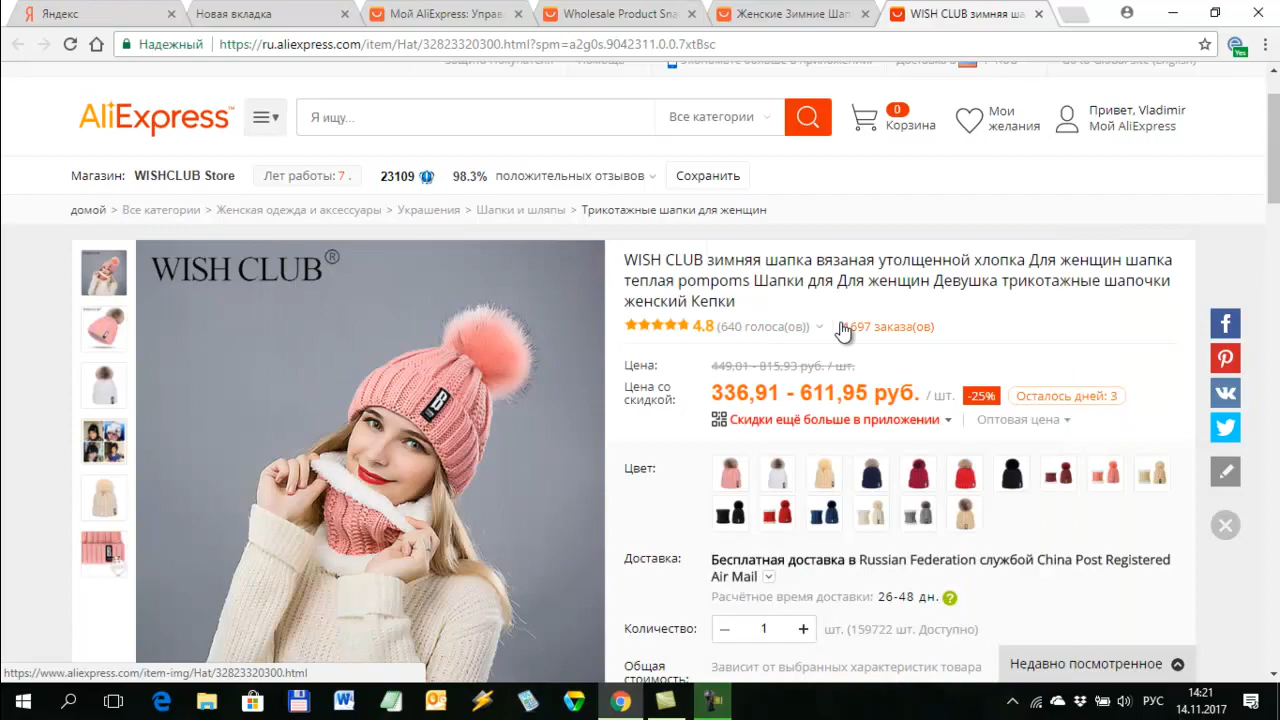 Яндекс
Новая вкладка
Мой AliExpress: Управ
Wholesale Product Sna
Женские Зимние Шап
WISH CLUB зимняя ша
Надежный
https://ru.aliexpress.com/item/Hat/32823320300.html?spm=a2g0s.9042311.0.0.7xtBsc
Yes
AliExpress™
Я ищу...
Все категории
0
Корзина
Мои
желания
Привет, Vladimir
Мой AliExpress
Магазин: WISHCLUB Store
Лет работы: 7 .
23109
98.3% положительных отзывов
Сохранить
домой > Все категории > Женская одежда и аксессуары > Украшения > Шапки и шляпы > Трикотажные шапки для женщин
WISH CLUB®
WISH CLUB зимняя шапка вязаная утолщенной хлопка Для женщин шапка
теплая pompoms Шапки для Для женщин Девушка трикотажные шапочки
женский Кепки
4.8 (640 голоса(ов)) 1697 заказа(ов)
Цена: 449,01 - 815,93 руб. / шт.
Цена со
скидкой:
336,91 - 611,95 руб. / шт. -25% Осталось дней: 3
Скидки ещё больше в приложении
Оптовая цена
Цвет:
Доставка: Бесплатная доставка в Russian Federation службой China Post Registered
Air Mail
Расчётное время доставки: 26-48 дн. ?
Количество: – 1 + шт. (159722 шт. Доступно)
Общая
стоимость:
Зависит от выбранных характеристик товара
Недавно посмотренное
https://www.aliexpress.com/item-img/Hat/32823320300.html
РУС
14:21
14.11.2017